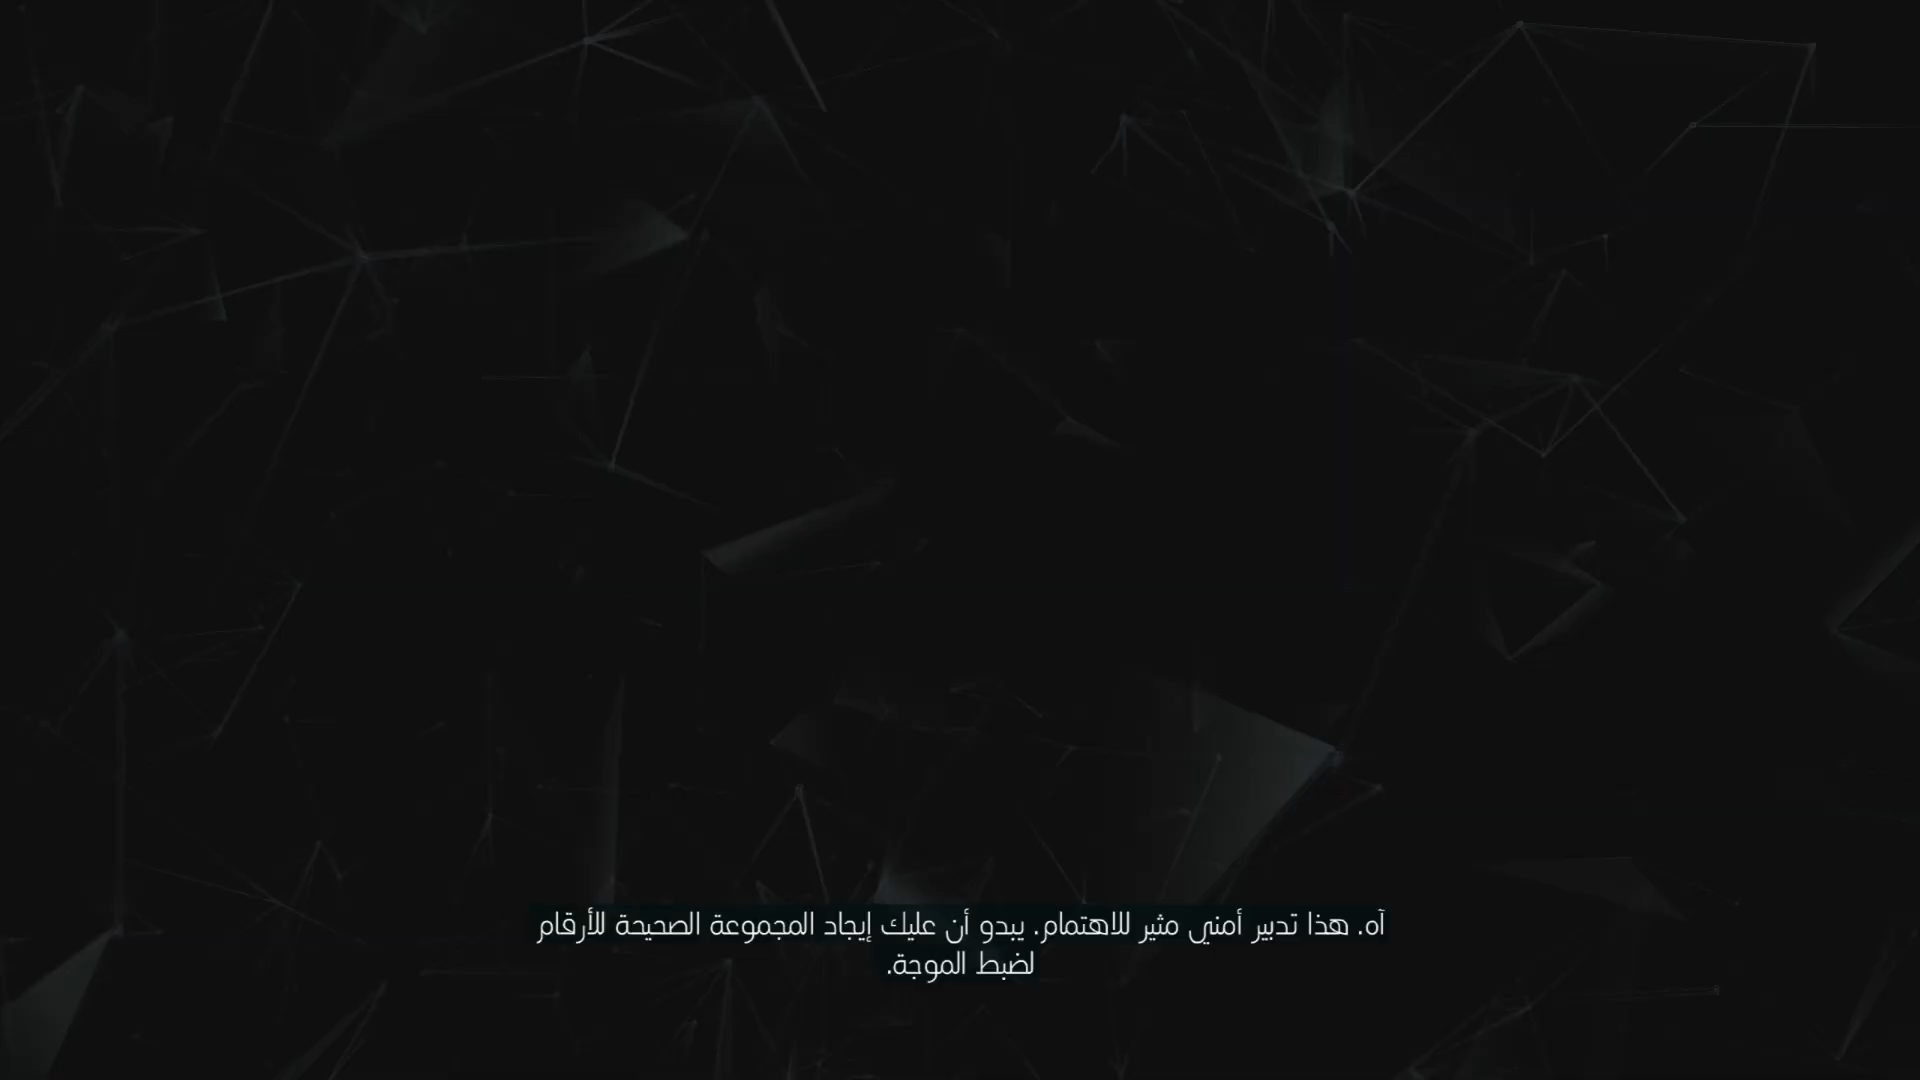 آه. هذا تدبير أمني مثير للاهتمام. يبدو أن عليك إيجاد المجموعة الصحيحة للأرقام
لضبط الموجة.